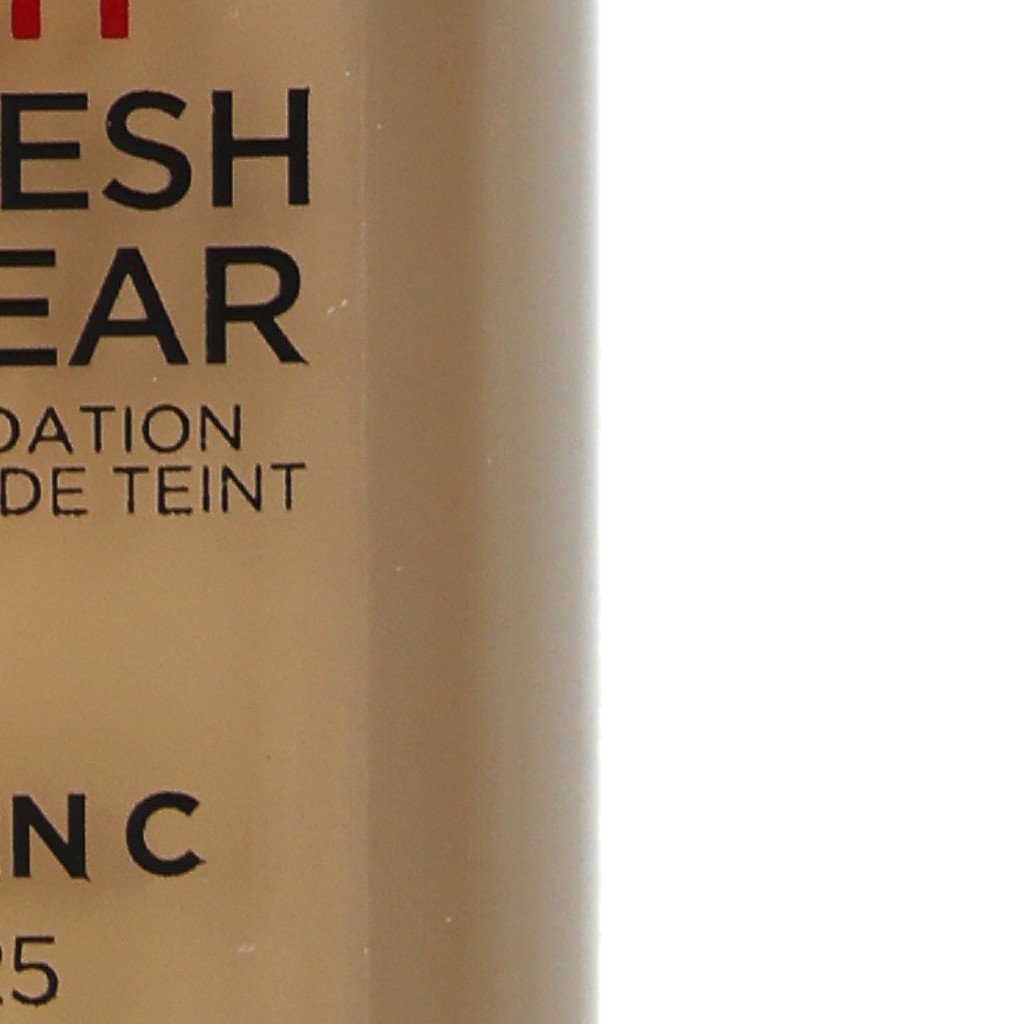 ESH
EAR
DATION
DE TEINT
N C
25